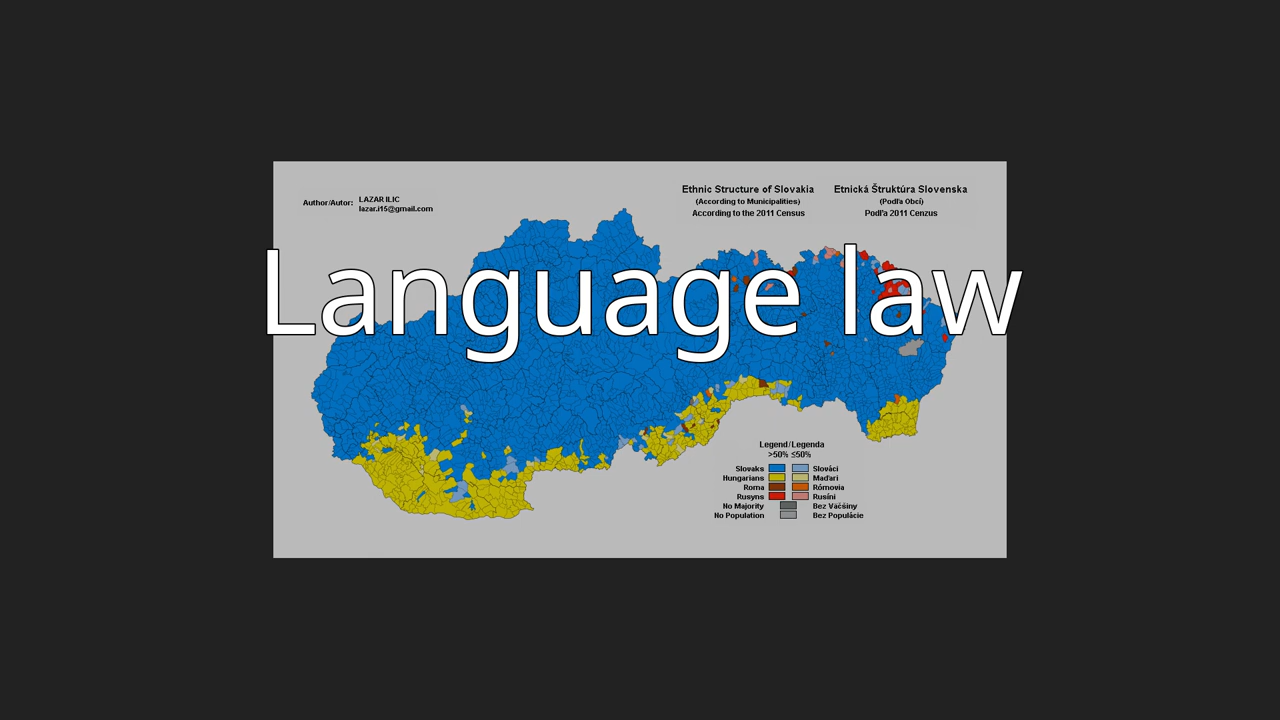 Author/Autor: LAZAR ILIC
lazar.i15@gmail.com
Ethnic Structure of Slovakia
(According to Municipalities)
According to the 2011 Census
Etnická Štruktúra Slovenska
(Podľa Obcí)
Podľa 2011 Cenzus
Language law
Legend/Legenda
>50% ≤50%
Slovaks Slováci
Hungarians Maďari
Roma Rómovia
Rusyns Rusíni
No Majority Bez Väčšiny
No Population Bez Populácie